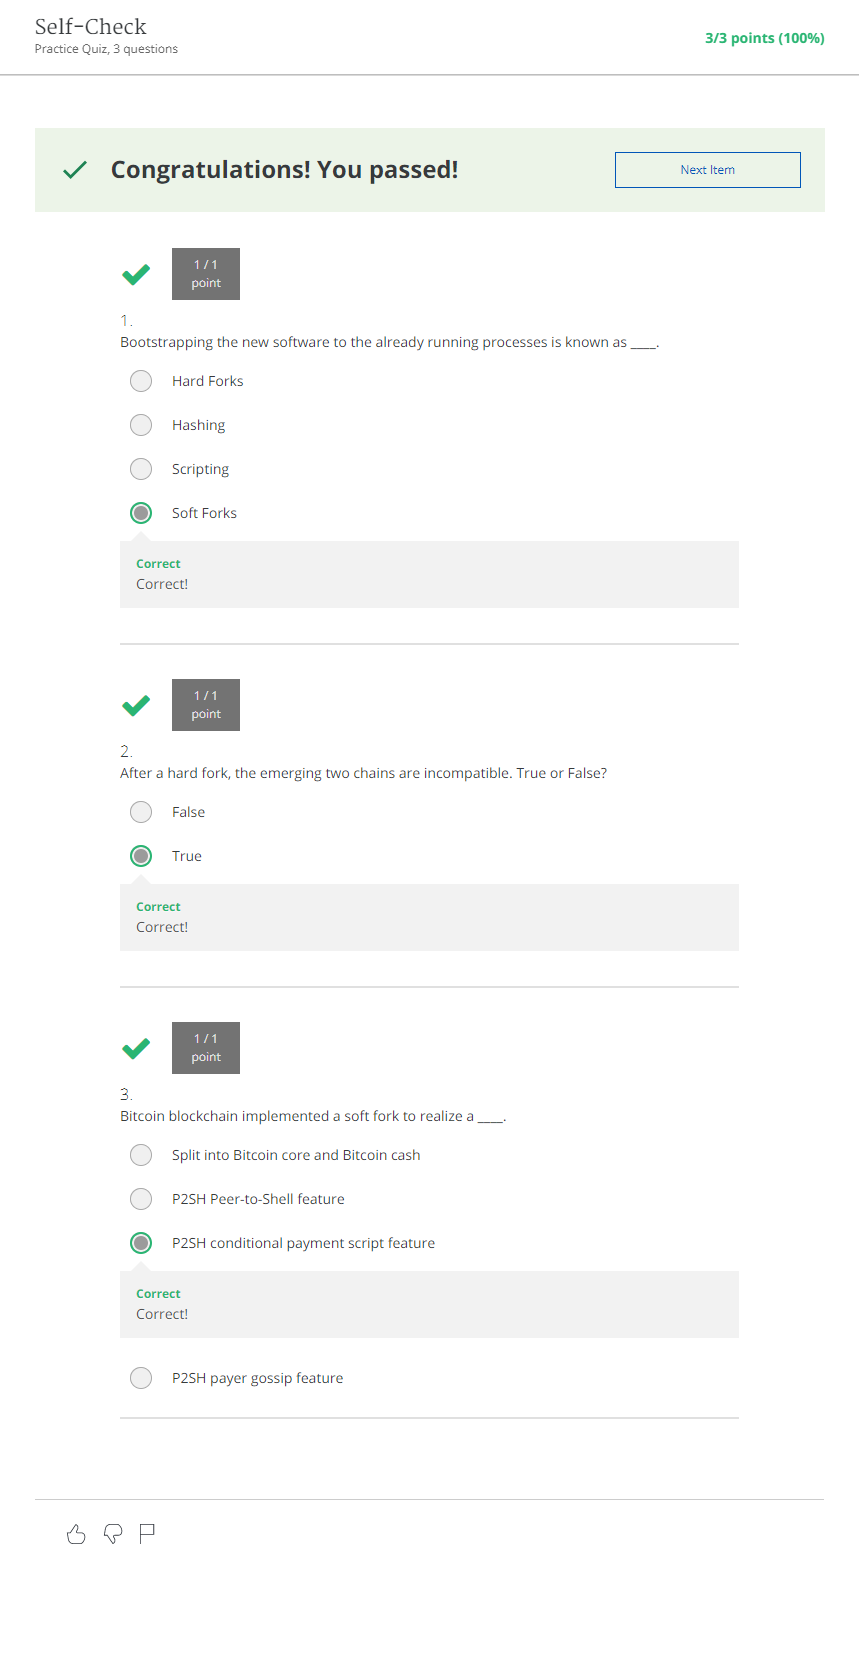 Self-Check
Practice Quiz, 3 questions
3/3 points (100%)
Congratulations! You passed!
Next Item
1 / 1
point
1.
Bootstrapping the new software to the already running processes is known as ____.
Hard Forks
Hashing
Scripting
Soft Forks
Correct
Correct!
1 / 1
point
2.
After a hard fork, the emerging two chains are incompatible. True or False?
False
True
Correct
Correct!
1 / 1
point
3.
Bitcoin blockchain implemented a soft fork to realize a ____.
Split into Bitcoin core and Bitcoin cash
P2SH Peer-to-Shell feature
P2SH conditional payment script feature
Correct
Correct!
P2SH payer gossip feature